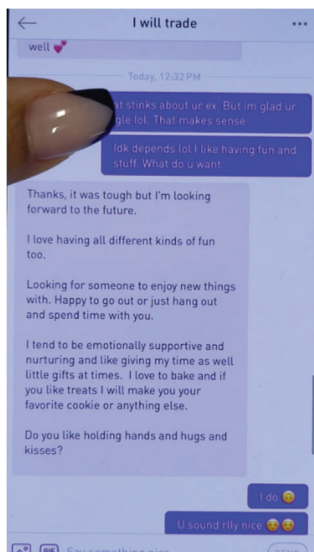 I will trade
well
Today, 12:32 PM
at stinks about ur ex. But im glad ur
gle lol. That makes sense
Idk depends lol I like having fun and
stuff. What do u want
Thanks, it was tough but I'm looking
forward to the future.
I love having all different kinds of fun
too.
Looking for someone to enjoy new things
with. Happy to go out or just hang out
and spend time with you.
I tend to be emotionally supportive and
nurturing and like giving my time as well
little gifts at times. I love to bake and if
you like treats I will make you your
favorite cookie or anything else.
Do you like holding hands and hugs and
kisses?
I do
U sound rlly nice
GIF Say something nice